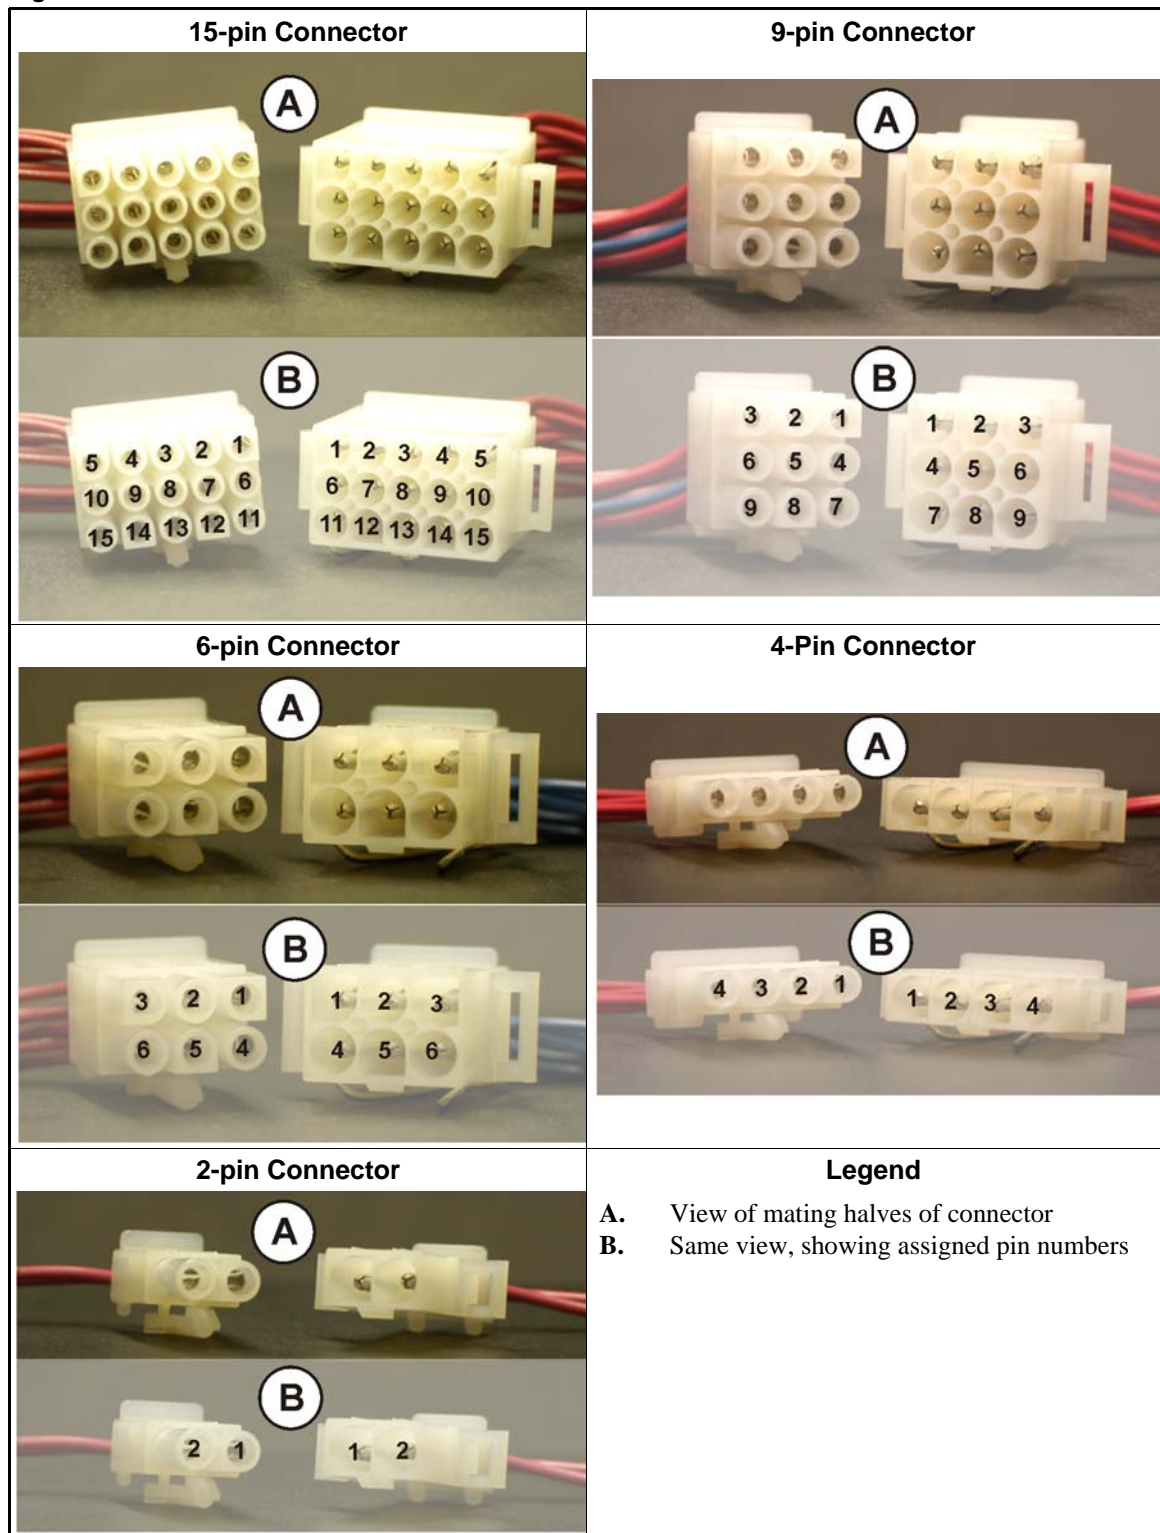 15-pin Connector
A
B
5 4 3 2 1
10 9 8 7 6
15 14 13 12 11
1 2 3 4 5
6 7 8 9 10
11 12 13 14 15
9-pin Connector
A
B
3 2 1
6 5 4
9 8 7
1 2 3
4 5 6
7 8 9
6-pin Connector
A
B
3 2 1
6 5 4
1 2 3
4 5 6
4-Pin Connector
A
B
4 3 2 1
1 2 3 4
2-pin Connector
A
B
2 1
1 2
Legend
A. View of mating halves of connector
B. Same view, showing assigned pin numbers